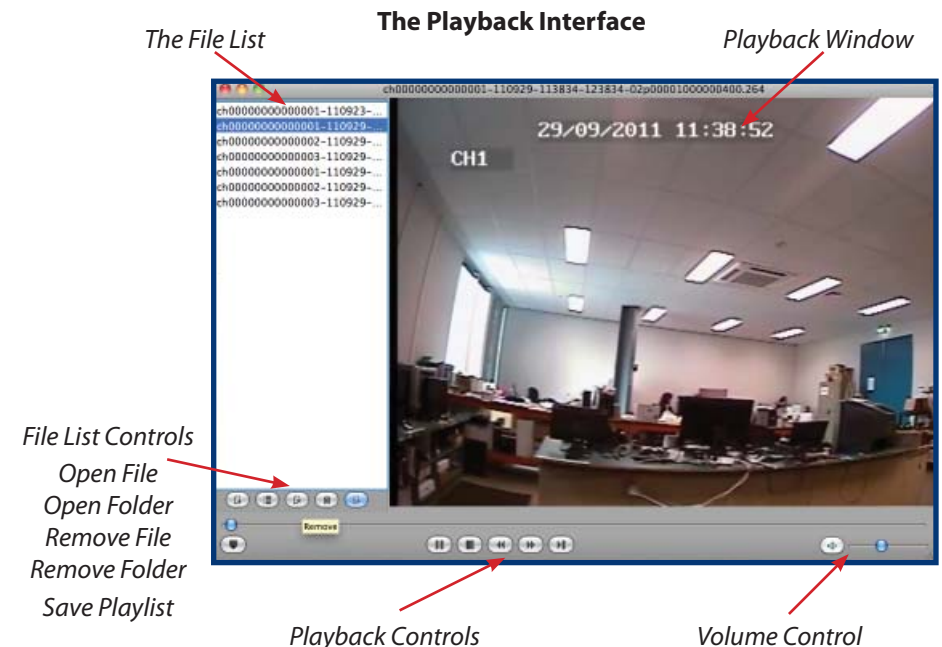 The Playback Interface
The File List
Playback Window
ch00000000000001-110929-113834-123834-02p00001000000400.264
ch00000000000001-110923-...
ch00000000000001-110929-...
ch00000000000002-110929-...
ch00000000000003-110929-...
ch00000000000001-110929-...
ch00000000000002-110929-...
ch00000000000003-110929-...
29/09/2011 11:38:52
CH1
File List Controls
Open File
Open Folder
Remove File
Remove Folder
Save Playlist
Remove
Playback Controls
Volume Control